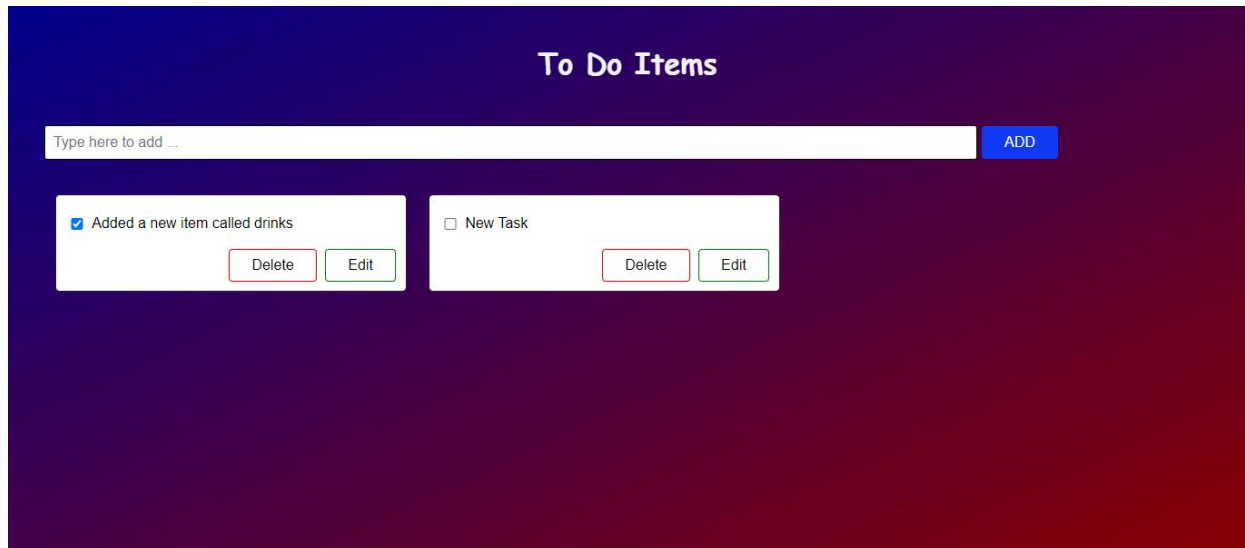 To Do Items
Type here to add ...
ADD
Added a new item called drinks
New Task
Delete
Edit
Delete
Edit